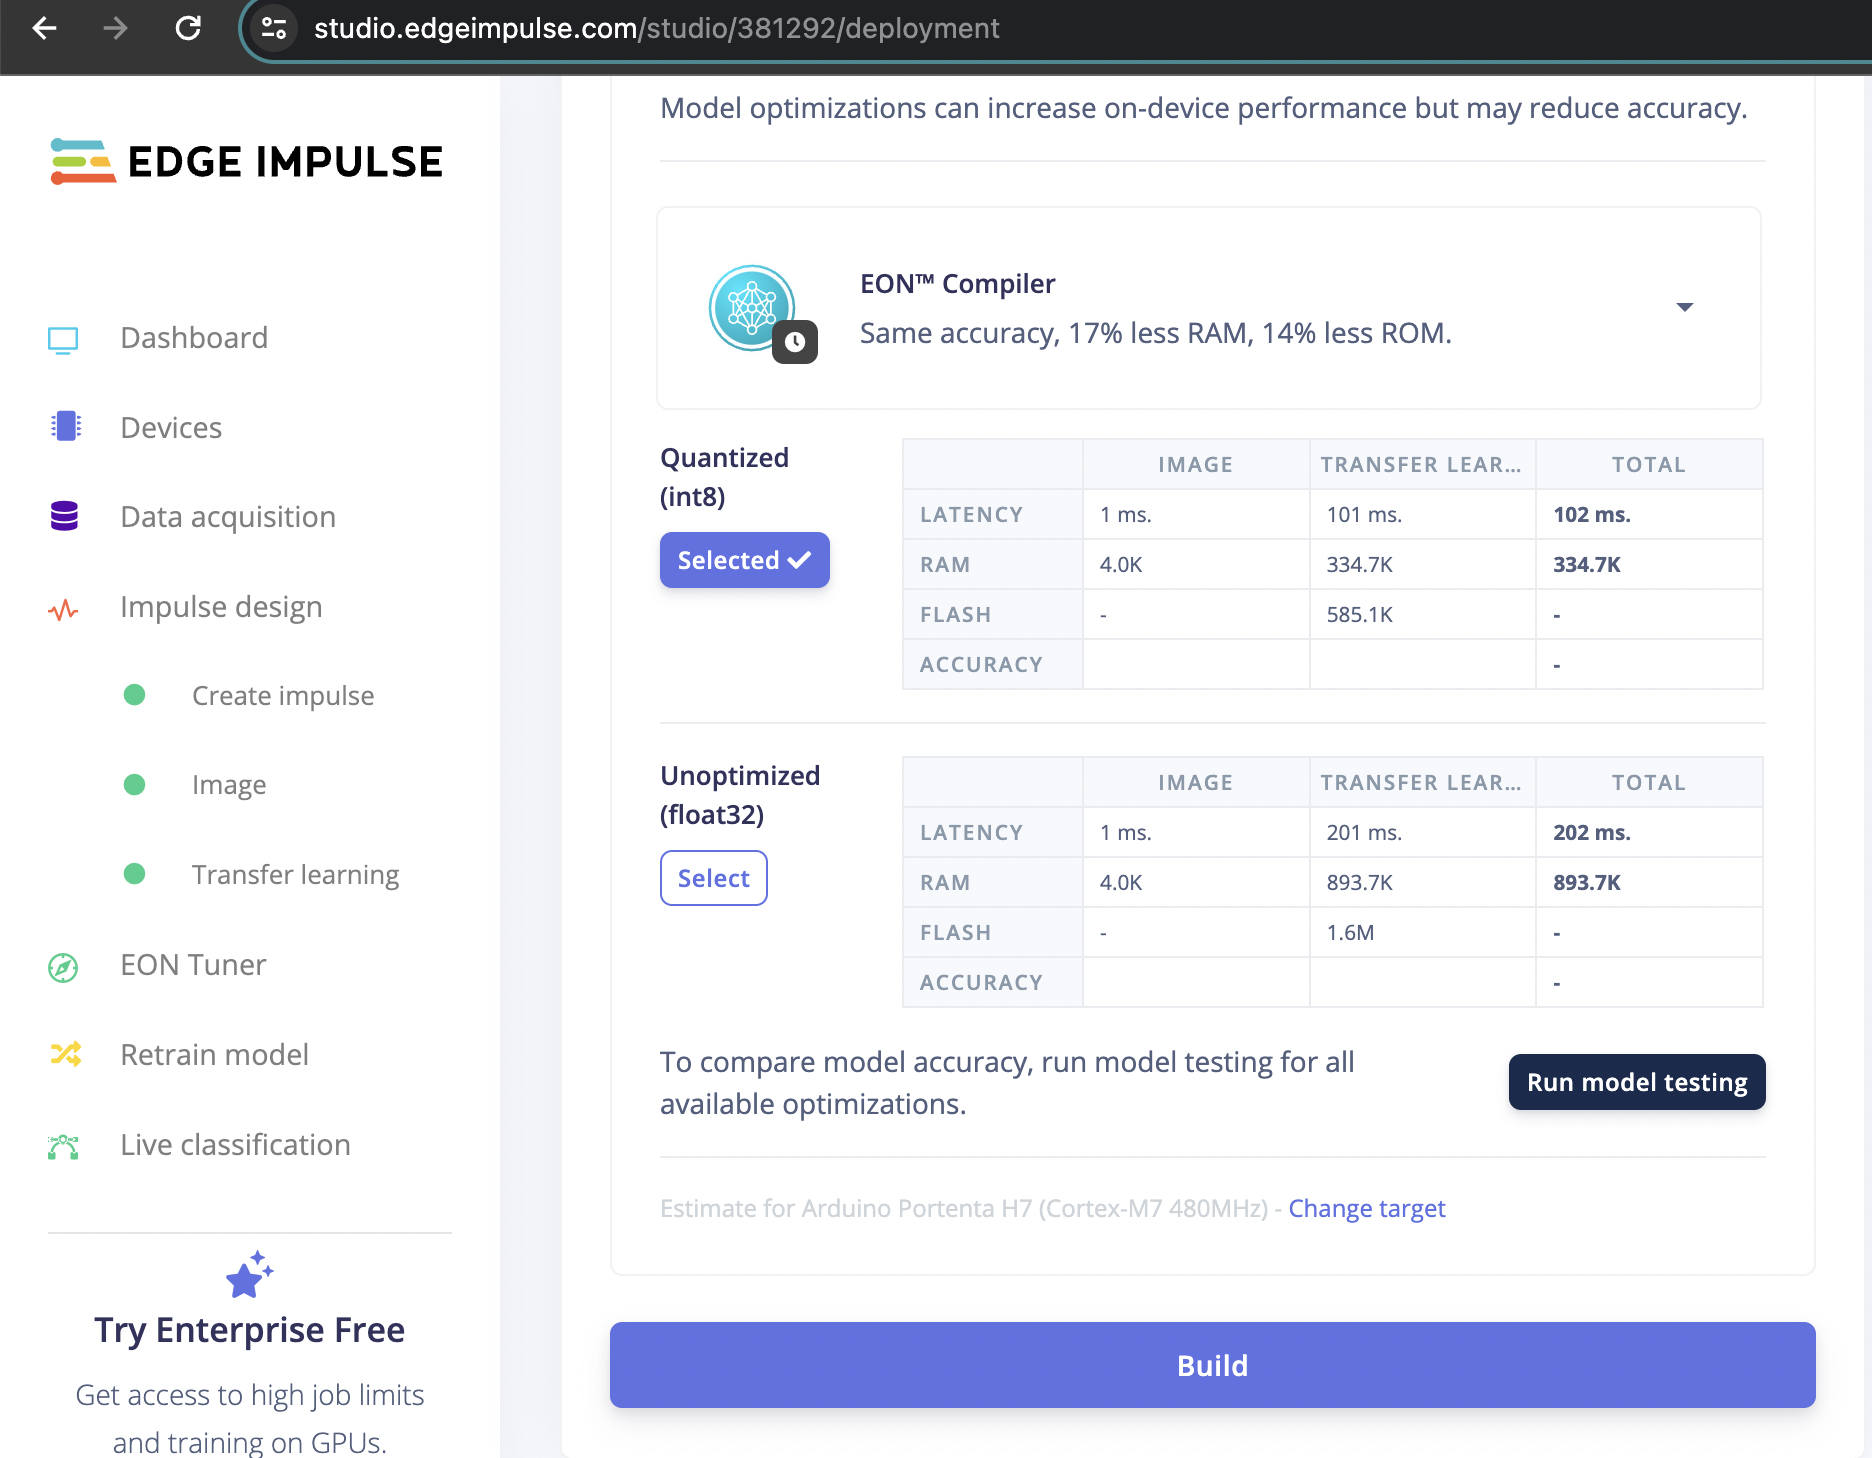 studio.edgeimpulse.com/studio/381292/deployment
EDGE IMPULSE
Dashboard
Devices
Data acquisition
Impulse design
Create impulse
Image
Transfer learning
EON Tuner
Retrain model
Live classification
Try Enterprise Free
Get access to high job limits
and training on GPUs.
Model optimizations can increase on-device performance but may reduce accuracy.
EON™ Compiler
Same accuracy, 17% less RAM, 14% less ROM.
Quantized
(int8)
Selected
IMAGE TRANSFER LEAR... TOTAL
LATENCY 1 ms. 101 ms. 102 ms.
RAM 4.0K 334.7K 334.7K
FLASH - 585.1K -
ACCURACY -
Unoptimized
(float32)
Select
IMAGE TRANSFER LEAR... TOTAL
LATENCY 1 ms. 201 ms. 202 ms.
RAM 4.0K 893.7K 893.7K
FLASH - 1.6M -
ACCURACY -
To compare model accuracy, run model testing for all
available optimizations.
Run model testing
Estimate for Arduino Portenta H7 (Cortex-M7 480MHz) - Change target
Build